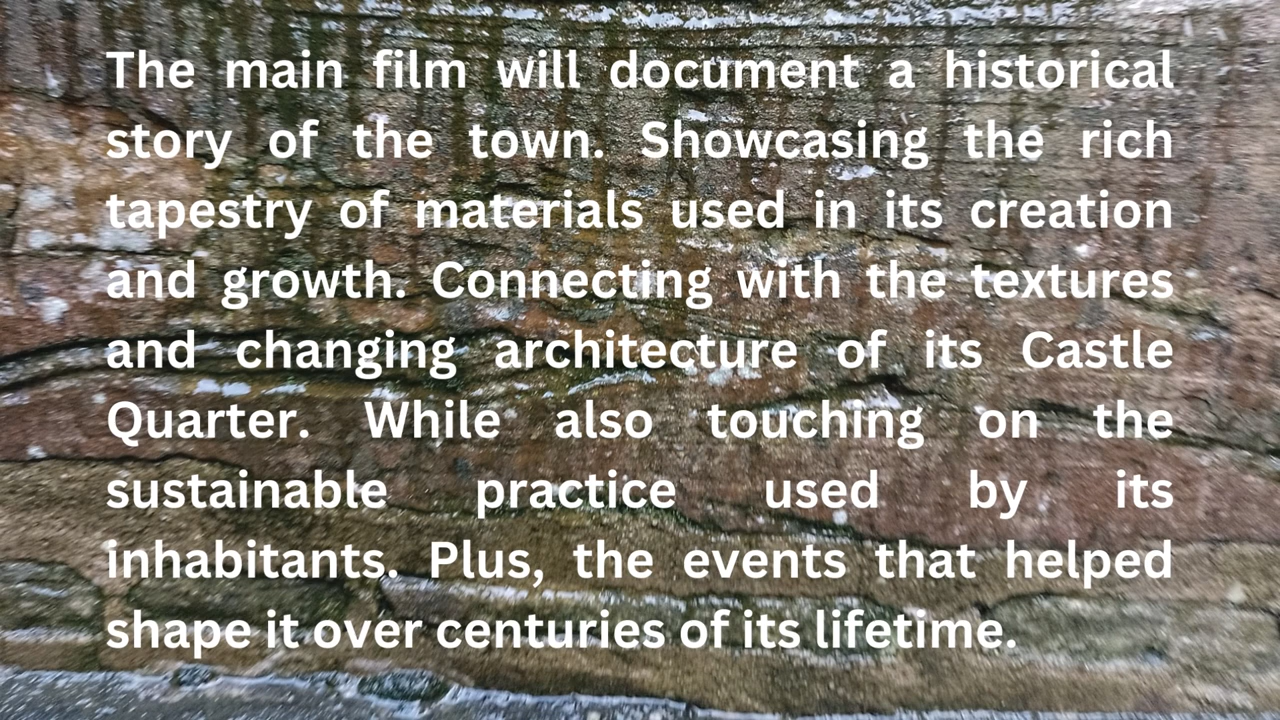 The main film will document a historical
story of the town. Showcasing the rich
tapestry of materials used in its creation
and growth. Connecting with the textures
and changing architecture of its Castle
Quarter. While also touching on the
sustainable practice used by its
inhabitants. Plus, the events that helped
shape it over centuries of its lifetime.